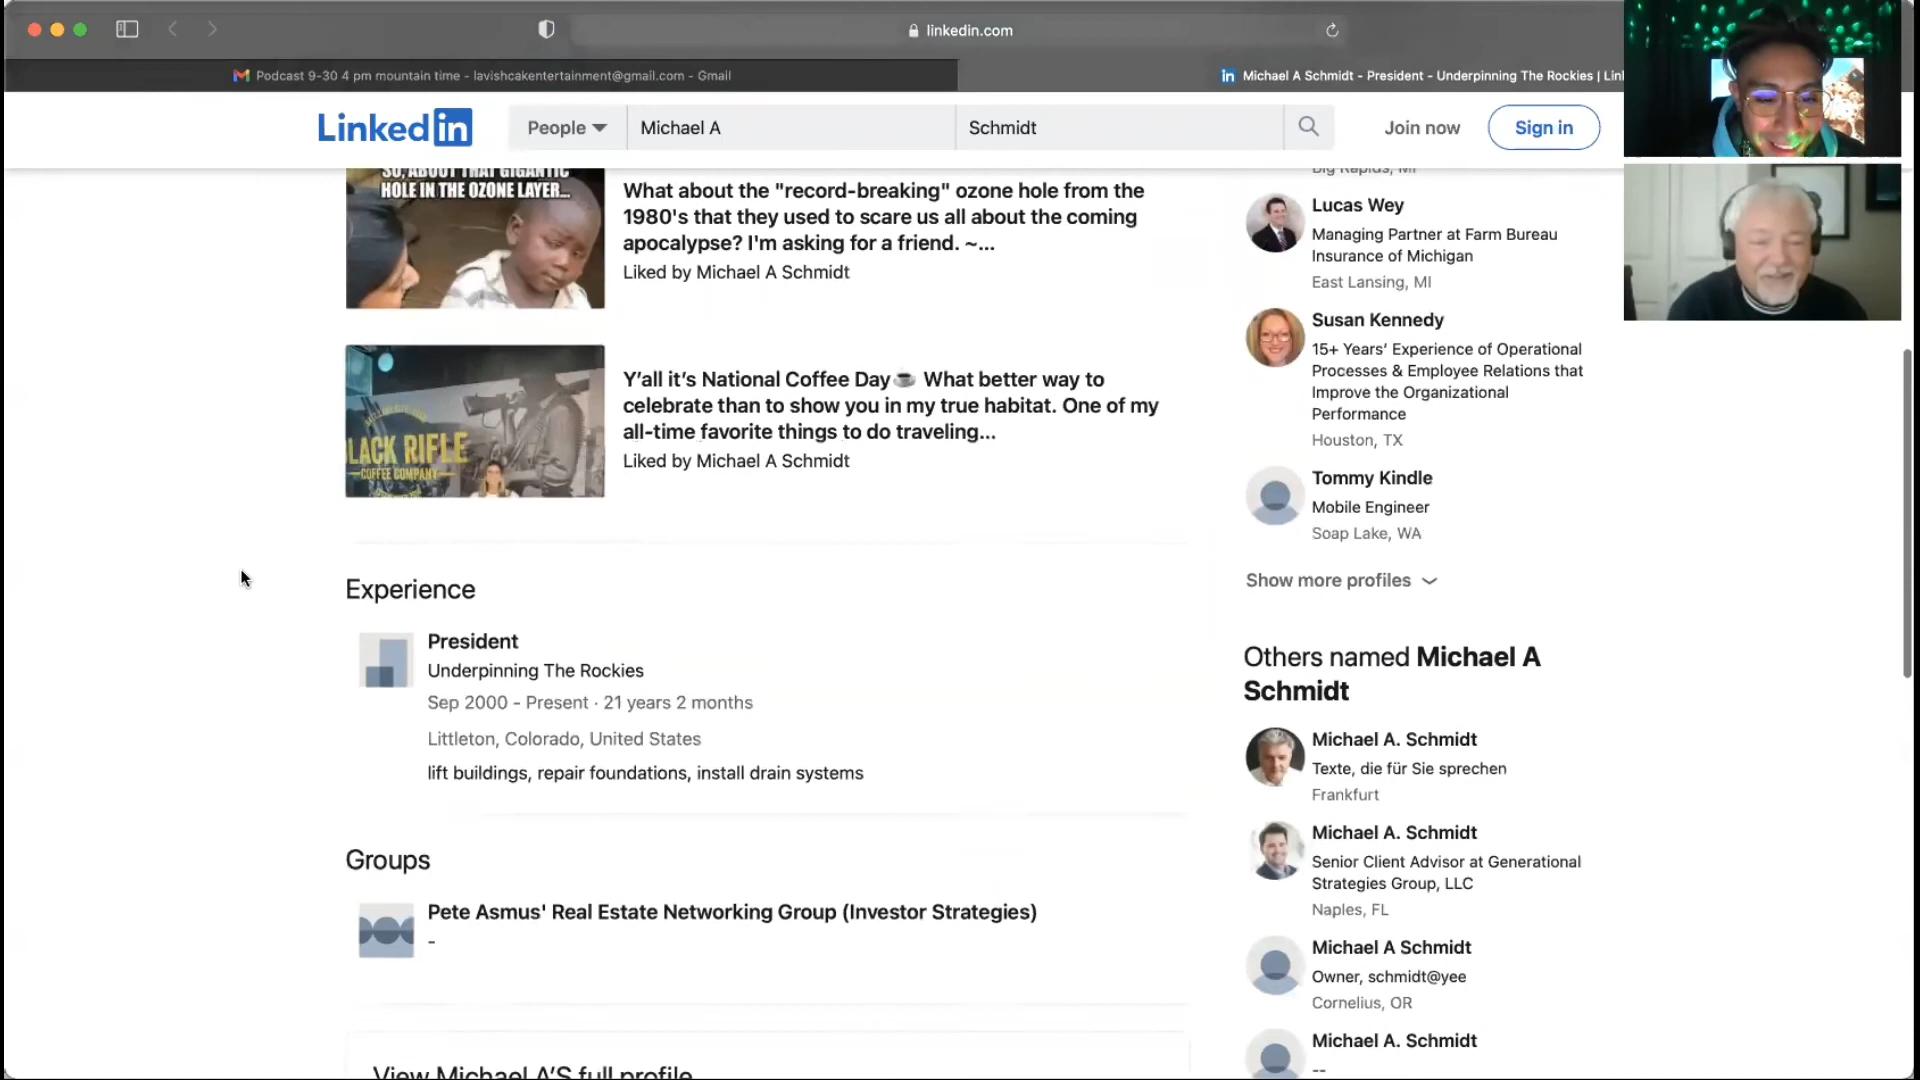 linkedin.com
Podcast 9-30 4 pm mountain time - lavishcakentertainment@gmail.com - Gmail
Michael A Schmidt - President - Underpinning The Rockies |
LinkedIn
People
Michael A
Schmidt
Join now
Sign in
SO, ABOUT THAT GIGANTIC
HOLE IN THE OZONE LAYER...
What about the "record-breaking" ozone hole from the
1980's that they used to scare us all about the coming
apocalypse? I'm asking for a friend. ~...
Liked by Michael A Schmidt
LACK RIFLE
COFFEE COMPANY
Y'all it's National Coffee Day☕ What better way to
celebrate than to show you in my true habitat. One of my
all-time favorite things to do traveling...
Liked by Michael A Schmidt
Experience
President
Underpinning The Rockies
Sep 2000 - Present · 21 years 2 months
Littleton, Colorado, United States
lift buildings, repair foundations, install drain systems
Groups
Pete Asmus' Real Estate Networking Group (Investor Strategies)
-
View Michael A'S full profile
Big Rapids, MI
Lucas Wey
Managing Partner at Farm Bureau
Insurance of Michigan
East Lansing, MI
Susan Kennedy
15+ Years' Experience of Operational
Processes & Employee Relations that
Improve the Organizational
Performance
Houston, TX
Tommy Kindle
Mobile Engineer
Soap Lake, WA
Show more profiles
Others named Michael A
Schmidt
Michael A. Schmidt
Texte, die für Sie sprechen
Frankfurt
Michael A. Schmidt
Senior Client Advisor at Generational
Strategies Group, LLC
Naples, FL
Michael A Schmidt
Owner, schmidt@yee
Cornelius, OR
Michael A. Schmidt
--